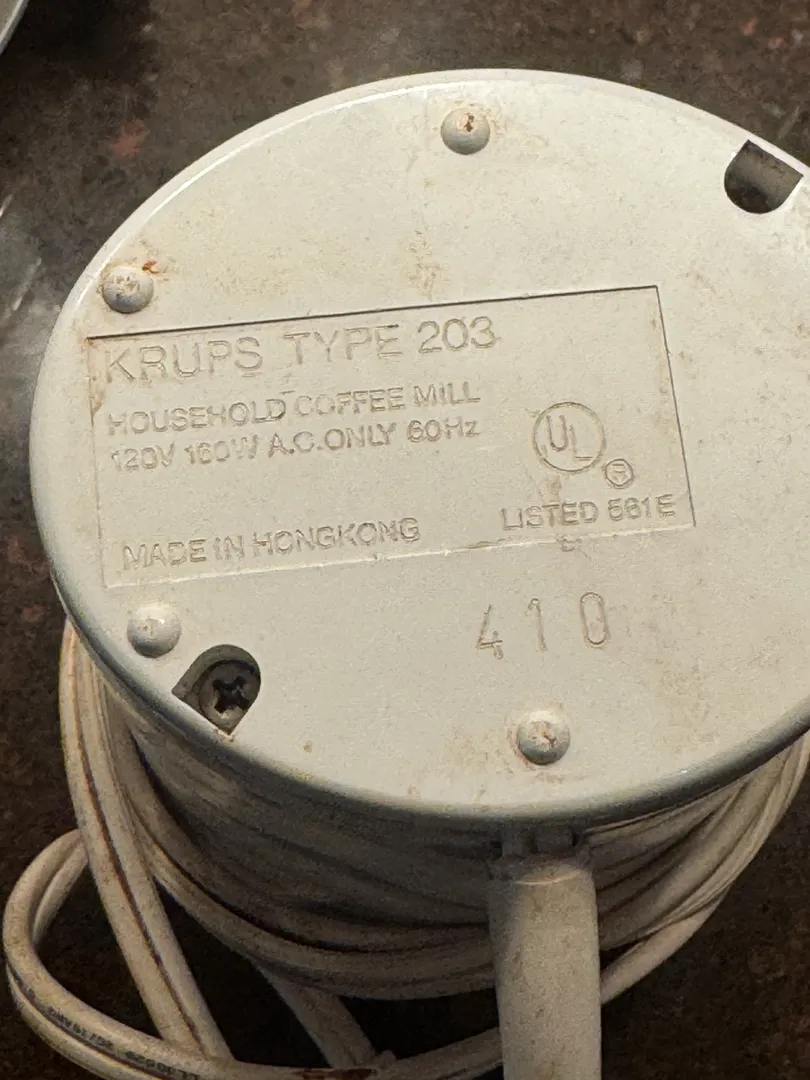 KRUPS TYPE 203
HOUSEHOLD COFFEE MILL
120V 160W A.C. ONLY 60Hz
UL
®
MADE IN HONGKONG
LISTED 561E
410